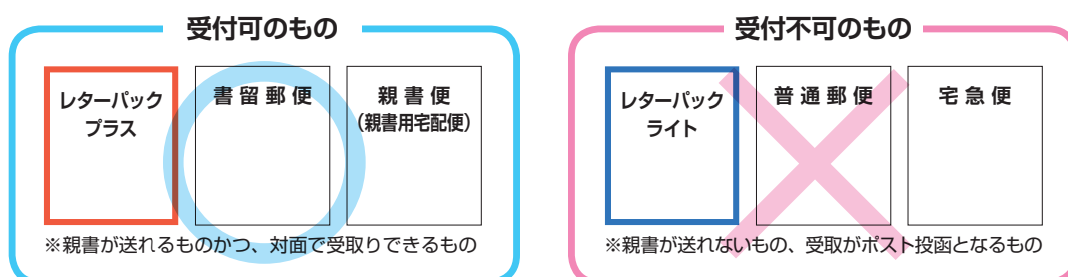 受付可のもの
レターパック
プラス
書留郵便
親書便
(親書用宅配便)
※親書が送れるものかつ、対面で受取りできるもの
受付不可のもの
レターパック
ライト
普通郵便
宅急便
※親書が送れないもの、受取がポスト投函となるもの